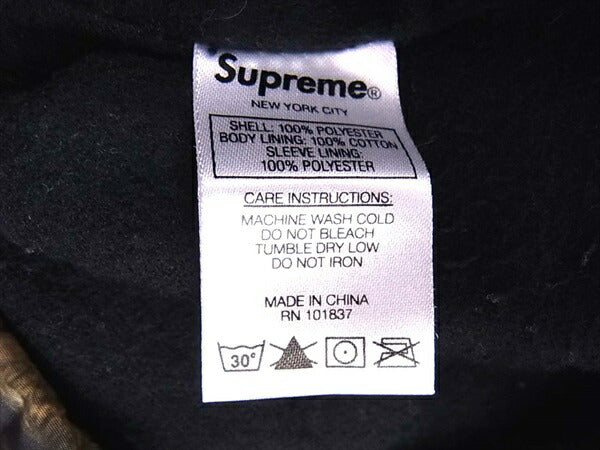 Supreme®
NEW YORK CITY
SHELL: 100% POLYESTER
BODY LINING: 100% COTTON
SLEEVE LINING:
100% POLYESTER
CARE INSTRUCTIONS:
MACHINE WASH COLD
DO NOT BLEACH
TUMBLE DRY LOW
DO NOT IRON
MADE IN CHINA
RN 101837
30°